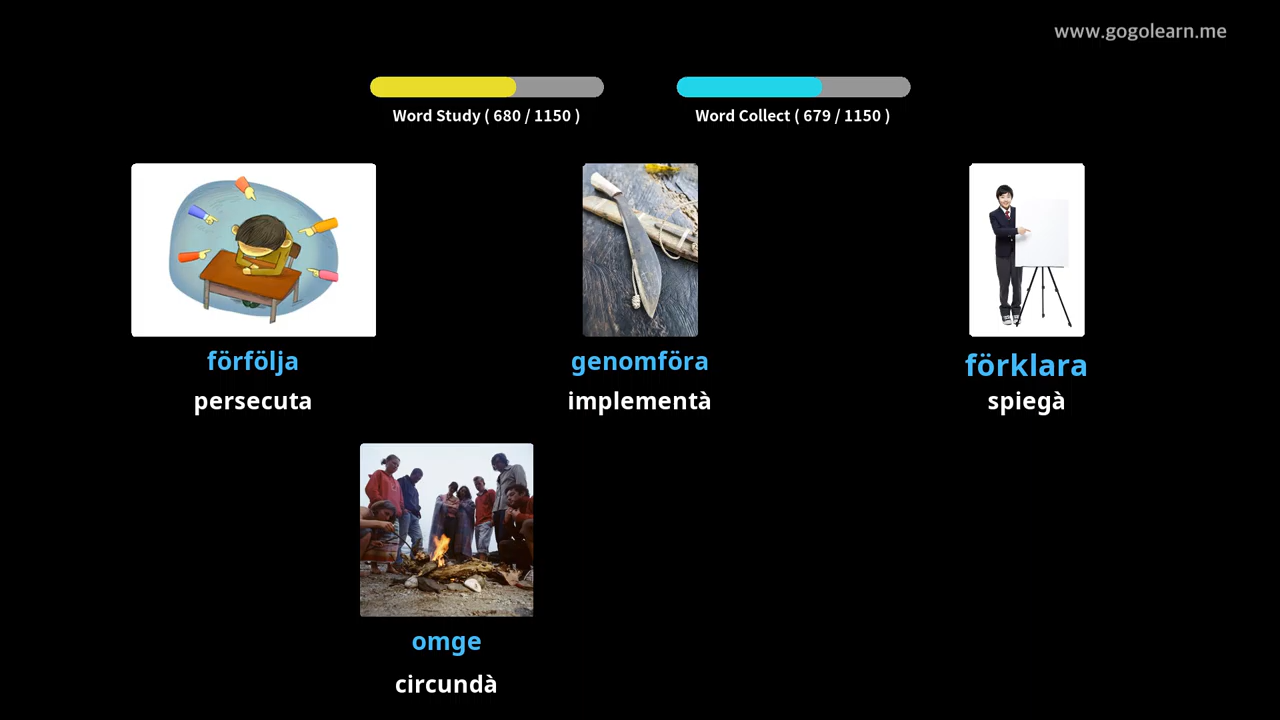 www.gogolearn.me
Word Study ( 680 / 1150 )
Word Collect ( 679 / 1150 )
förfölja
genomföra
förklara
persecuta
implementà
spiegà
omge
circundà